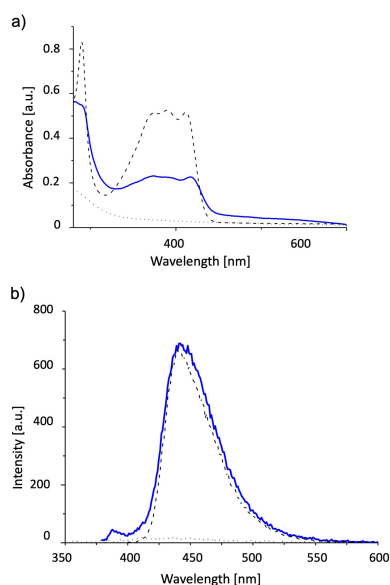 a)
0.8
0.6
0.4
0.2
0
Absorbance [a.u.]
400 600
Wavelength [nm]
b)
800
600
400
200
0
Intensity [a.u.]
350 400 450 500 550 600
Wavelength [nm]